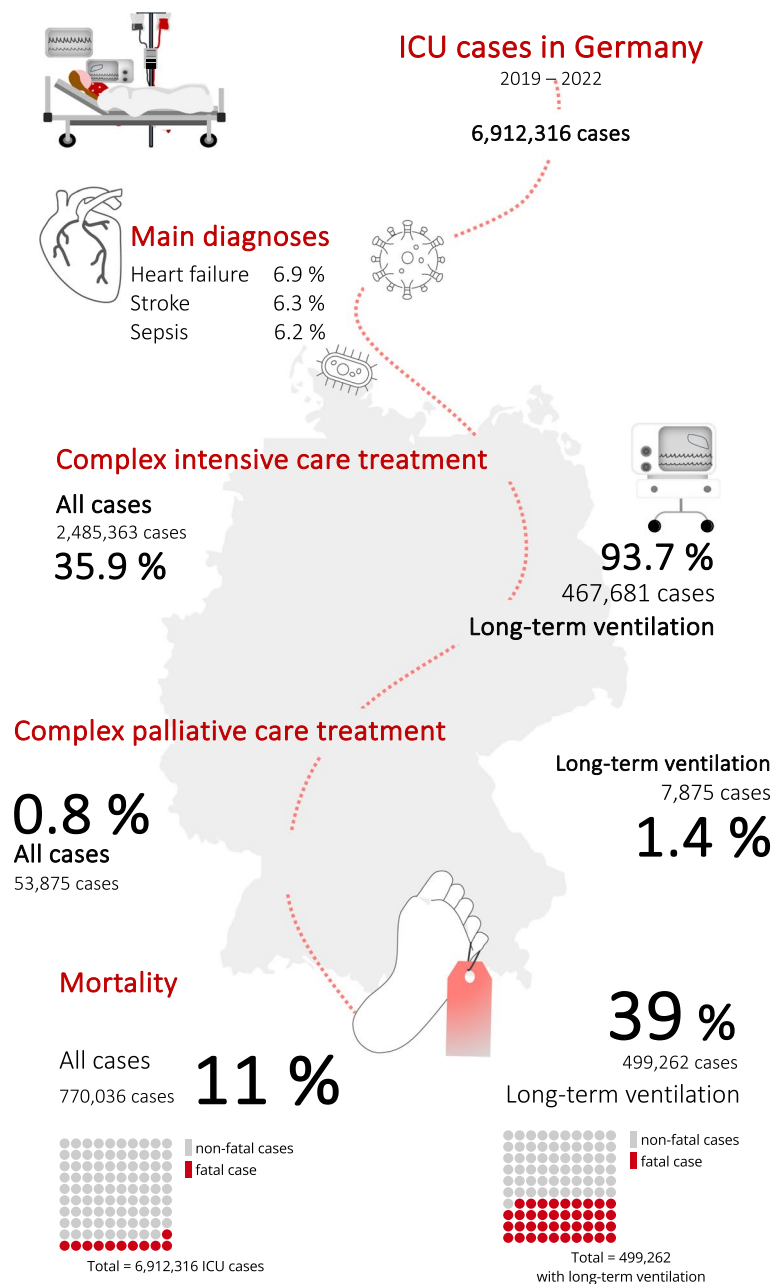 ICU cases in Germany
2019 – 2022
6,912,316 cases
Main diagnoses
Heart failure 6.9 %
Stroke 6.3 %
Sepsis 6.2 %
Complex intensive care treatment
All cases
2,485,363 cases
35.9 %
93.7 %
467,681 cases
Long-term ventilation
Complex palliative care treatment
0.8 %
All cases
53,875 cases
Long-term ventilation
7,875 cases
1.4 %
Mortality
All cases
770,036 cases
11 %
39 %
499,262 cases
Long-term ventilation
non-fatal cases
fatal case
Total = 6,912,316 ICU cases
non-fatal cases
fatal case
Total = 499,262
with long-term ventilation